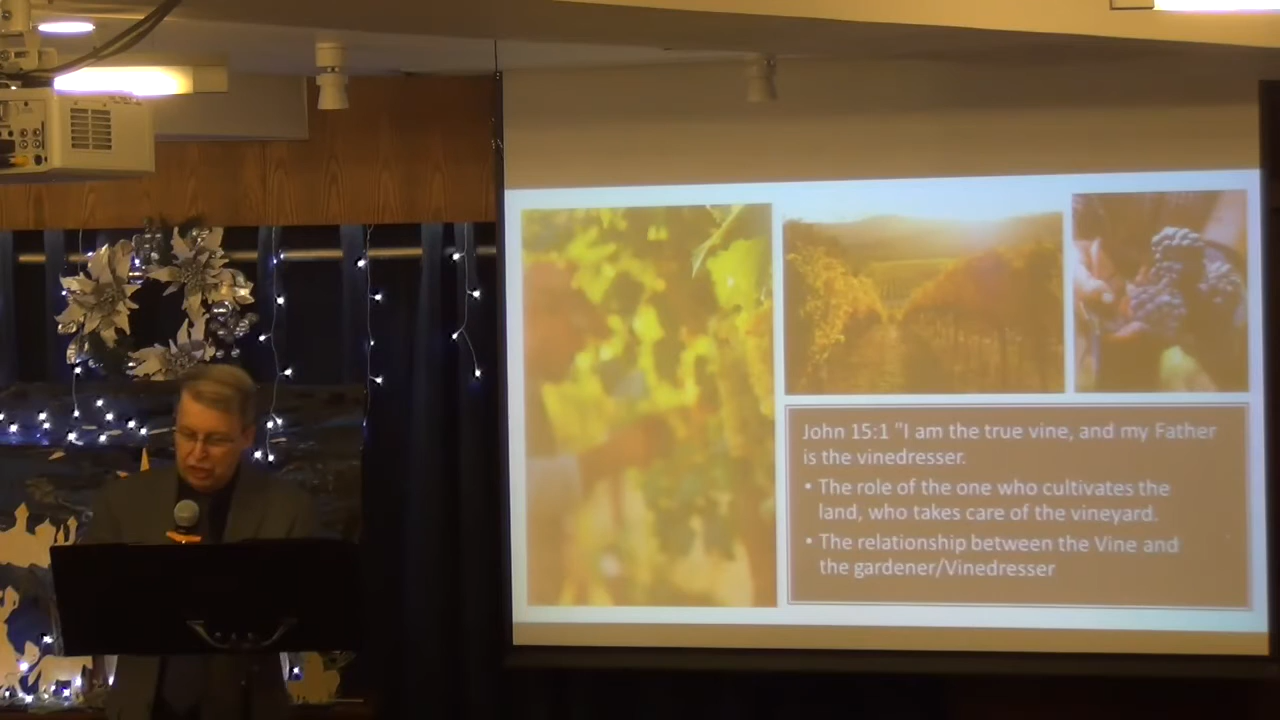 John 15:1 "I am the true vine, and my Father
is the vinedresser.
• The role of the one who cultivates the
land, who takes care of the vineyard.
• The relationship between the Vine and
the gardener/Vinedresser